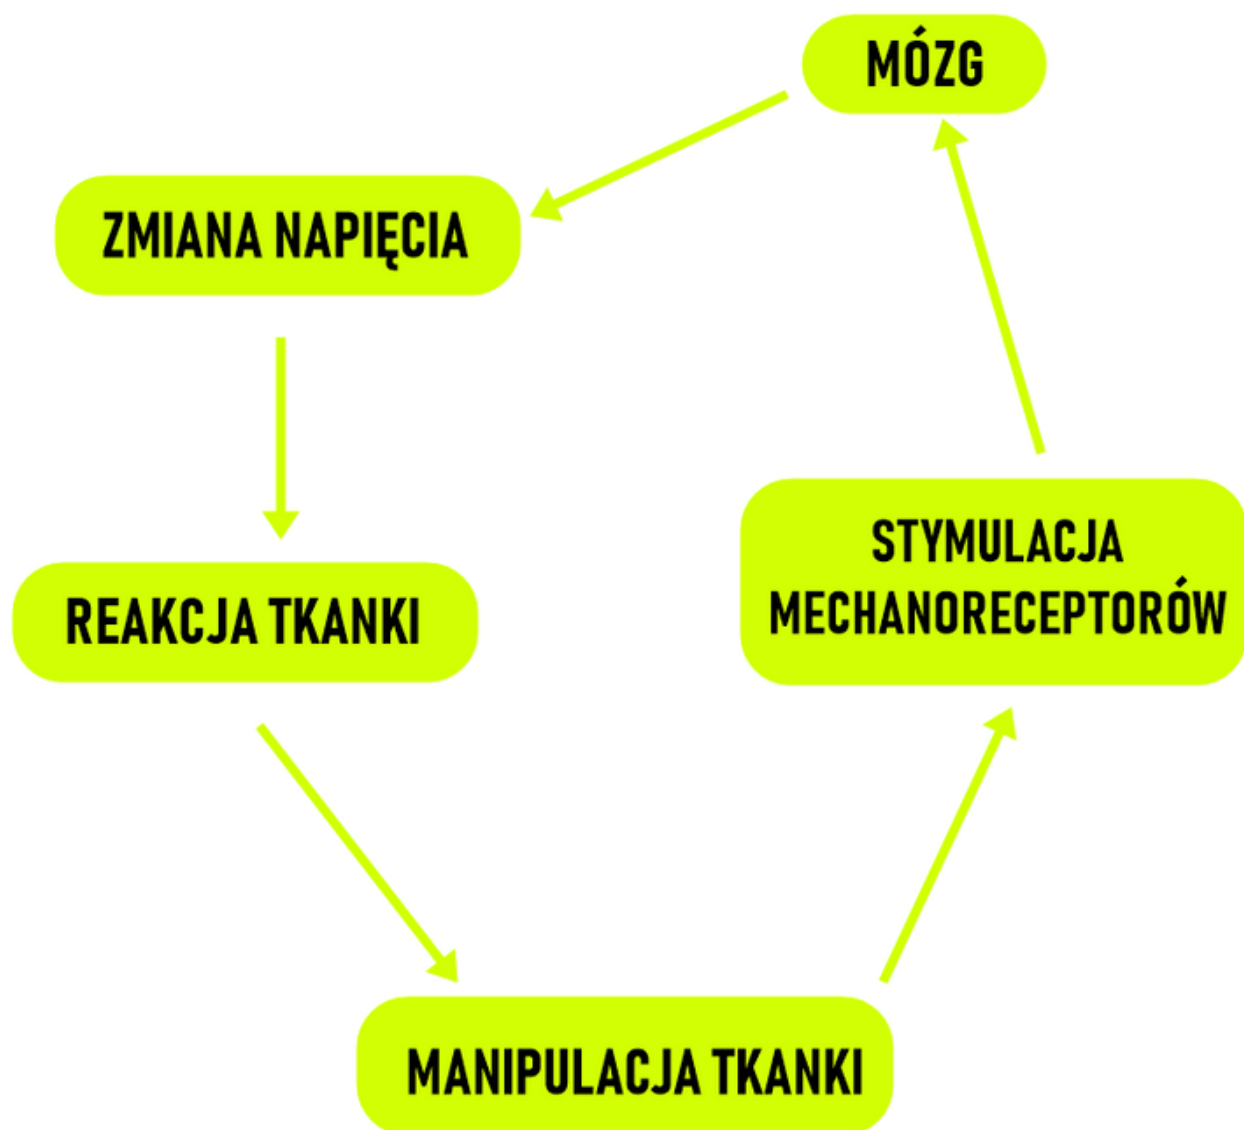 MÓZG
ZMIANA NAPIĘCIA
STYMULACJA
MECHANORECEPTORÓW
REAKCJA TKANKI
MANIPULACJA TKANKI